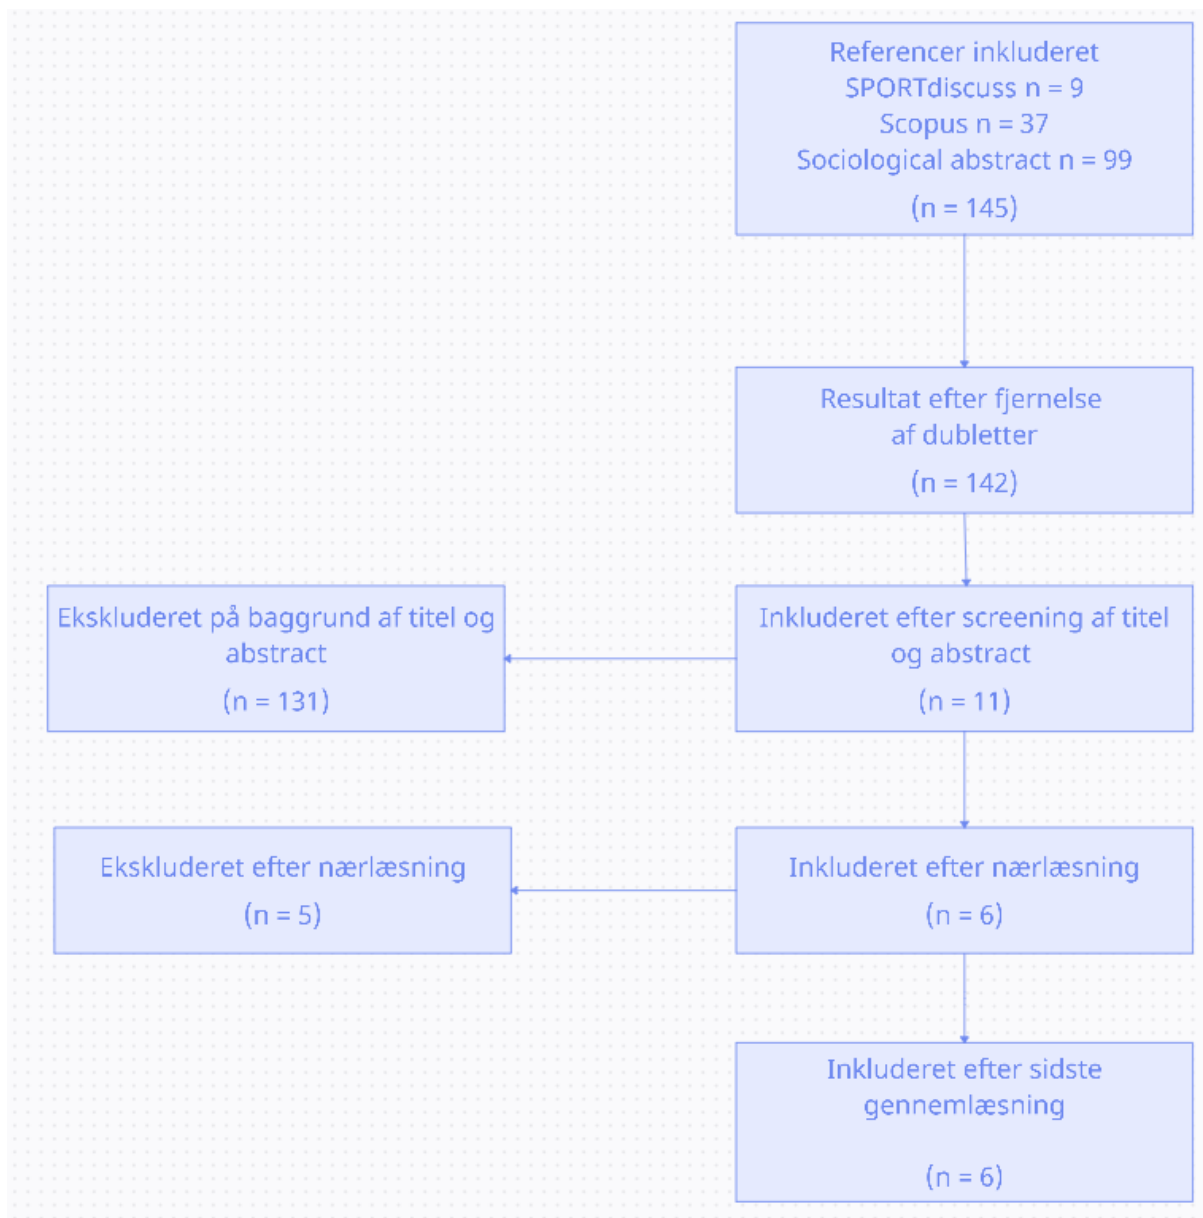 Referencer inkluderet
SPORTdiscuss n = 9
Scopus n = 37
Sociological abstract n = 99
(n = 145)
Resultat efter fjernelse
af dubletter
(n = 142)
Ekskluderet på baggrund af titel og
abstract
(n = 131)
Inkluderet efter screening af titel
og abstract
(n = 11)
Ekskluderet efter nærlæsning
(n = 5)
Inkluderet efter nærlæsning
(n = 6)
Inkluderet efter sidste
gennemlæsning
(n = 6)